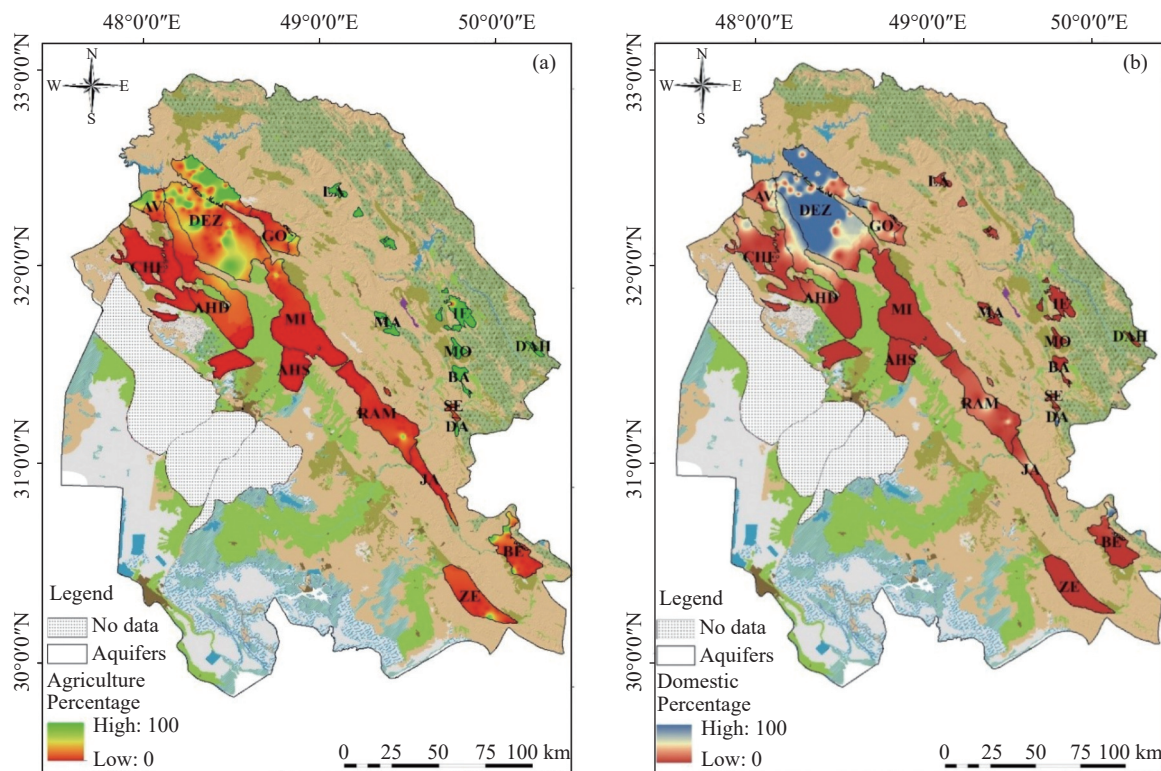 48°0′0″E 49°0′0″E 50°0′0″E
33°0′0″N
32°0′0″N
31°0′0″N
30°0′0″N
(a)
N
W E
S
LA
AV
DEZ
GO
CHE
AHD
MI
MA
IE
MO
DAH
BA
AHS
SE
DA
RAM
JA
BE
ZE
Legend
No data
Aquifers
Agriculture
Percentage
High: 100
Low: 0
0 25 50 75 100 km
48°0′0″E 49°0′0″E 50°0′0″E
33°0′0″N
32°0′0″N
31°0′0″N
30°0′0″N
(b)
N
W E
S
LA
AV
DEZ
GO
CHE
AHD
MI
MA
IE
MO
DAH
BA
AHS
SE
DA
RAM
JA
BE
ZE
Legend
No data
Aquifers
Domestic
Percentage
High: 100
Low: 0
0 25 50 75 100 km